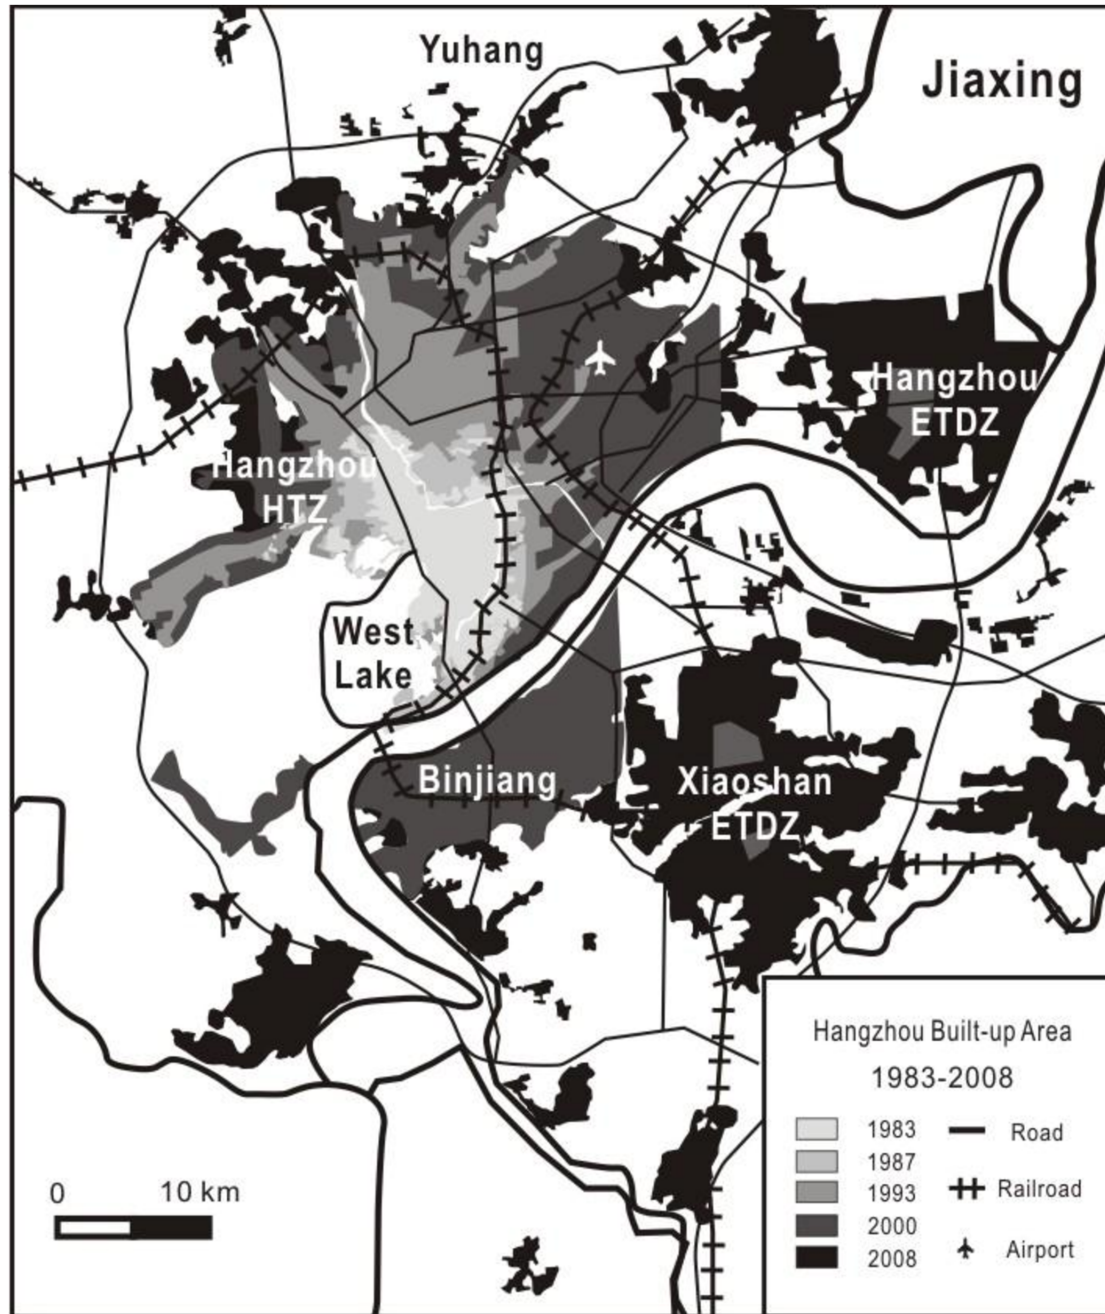 Yuhang
Jiaxing
Hangzhou
ETDZ
Hangzhou
HTZ
West
Lake
Binjiang
Xiaoshan
ETDZ
Hangzhou Built-up Area
1983-2008
1983
Road
1987
1993
Railroad
2000
2008
Airport
0 10 km